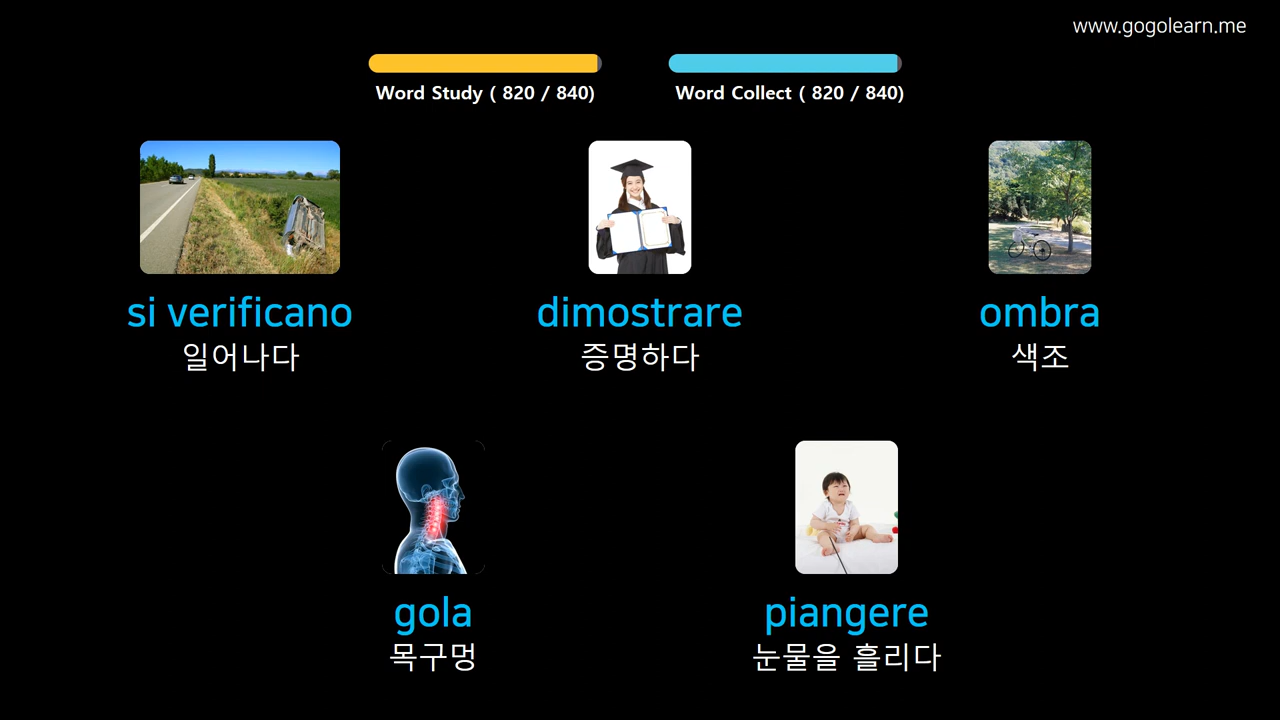 www.gogolearn.me
Word Study ( 820 / 840)
Word Collect ( 820 / 840)
si verificano
일어나다
dimostrare
증명하다
ombra
색조
gola
목구멍
piangere
눈물을 흘리다